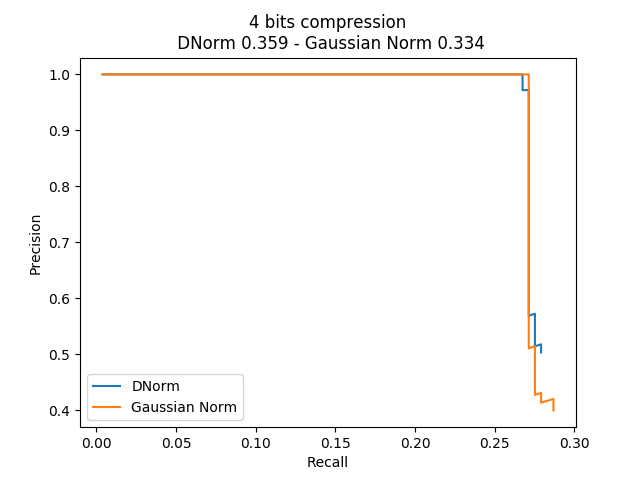 4 bits compression
DNorm 0.359 - Gaussian Norm 0.334
1.0
0.9
0.8
0.7
0.6
0.5
0.4
Precision
DNorm
Gaussian Norm
0.00 0.05 0.10 0.15 0.20 0.25 0.30
Recall